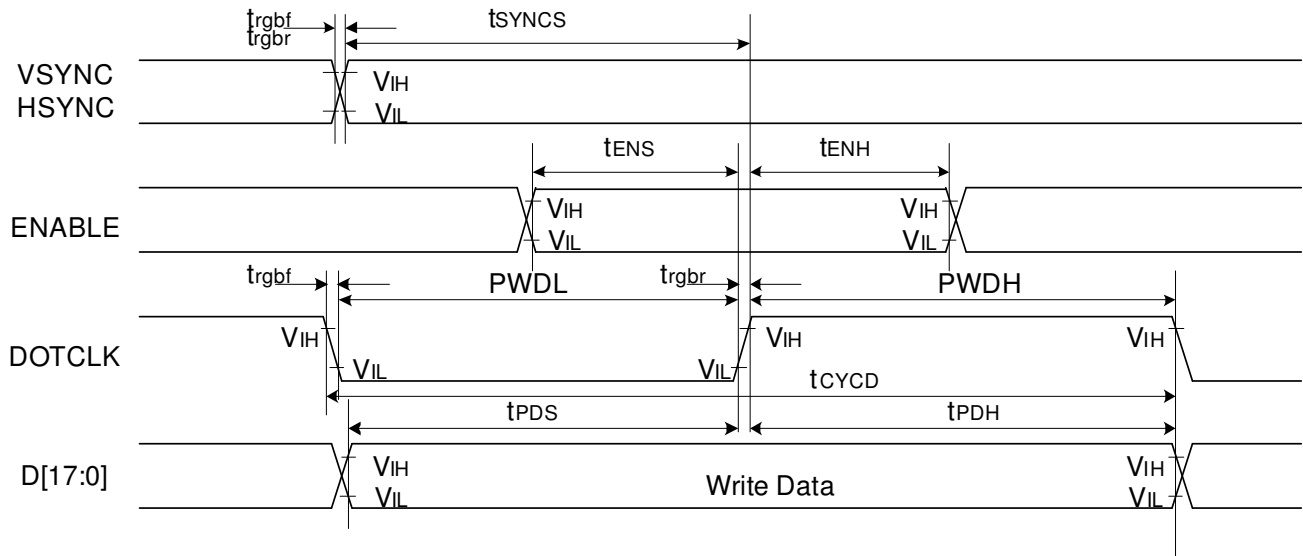 trgbf
trgbr
tSYNCS
VSYNC
HSYNC
VIH
VIL
tENS
tENH
ENABLE
VIH
VIL
VIH
VIL
trgbf
PWDL
trgbr
PWDH
DOTCLK
VIH
VIL
VIL
VIH
VIH
tCYCD
tPDS
tPDH
D[17:0]
VIH
VIL
Write Data
VIH
VIL